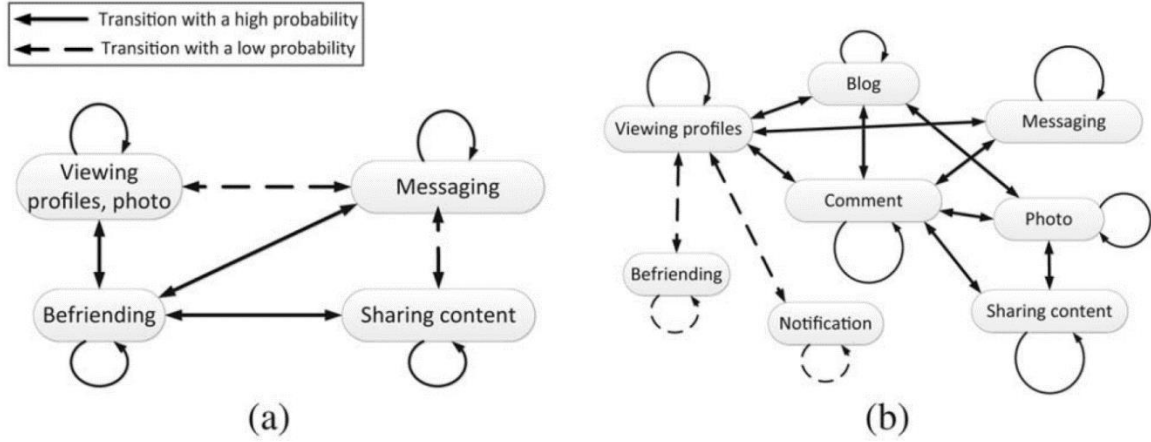 Transition with a high probability
Transition with a low probability
Viewing
profiles, photo
Messaging
Befriending
Sharing content
(a)
Blog
Viewing profiles
Messaging
Comment
Photo
Befriending
Notification
Sharing content
(b)